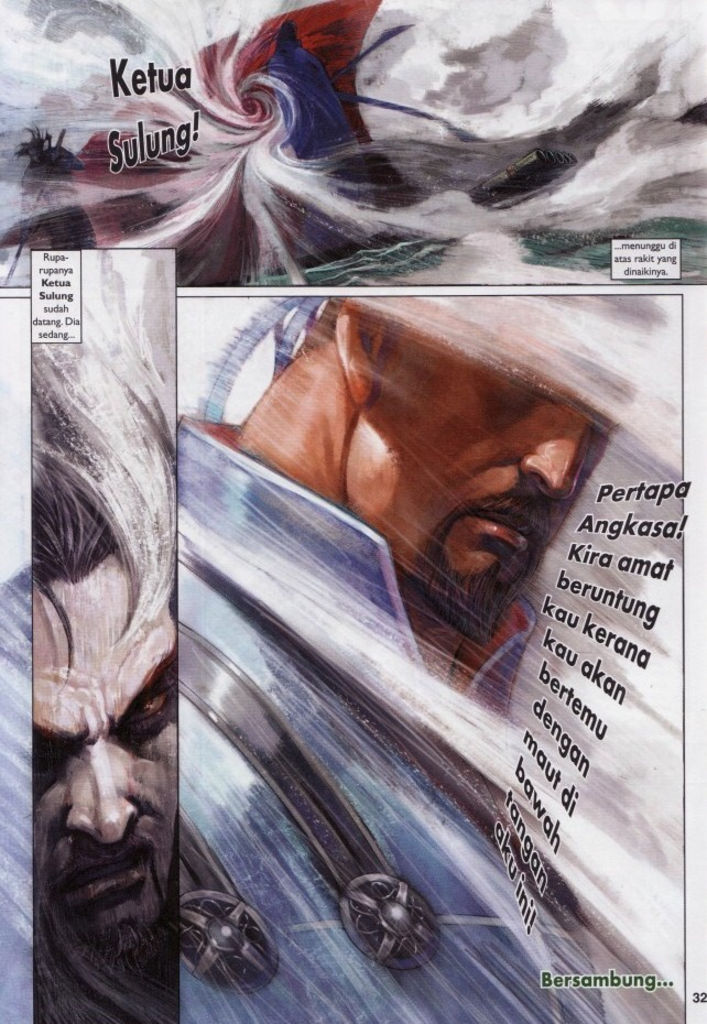 Ketua
Sulung!
Rupa-
rupanya
Ketua
Sulung
sudah
datang. Dia
sedang...
...menunggu di
atas rakit yang
dinaikinya.
Pertapa
Angkasa!
Kira amat
beruntung
kau kerana
kau akan
bertemu
dengan
maut di
bawah
tangan
aku ini!
Bersambung...
32